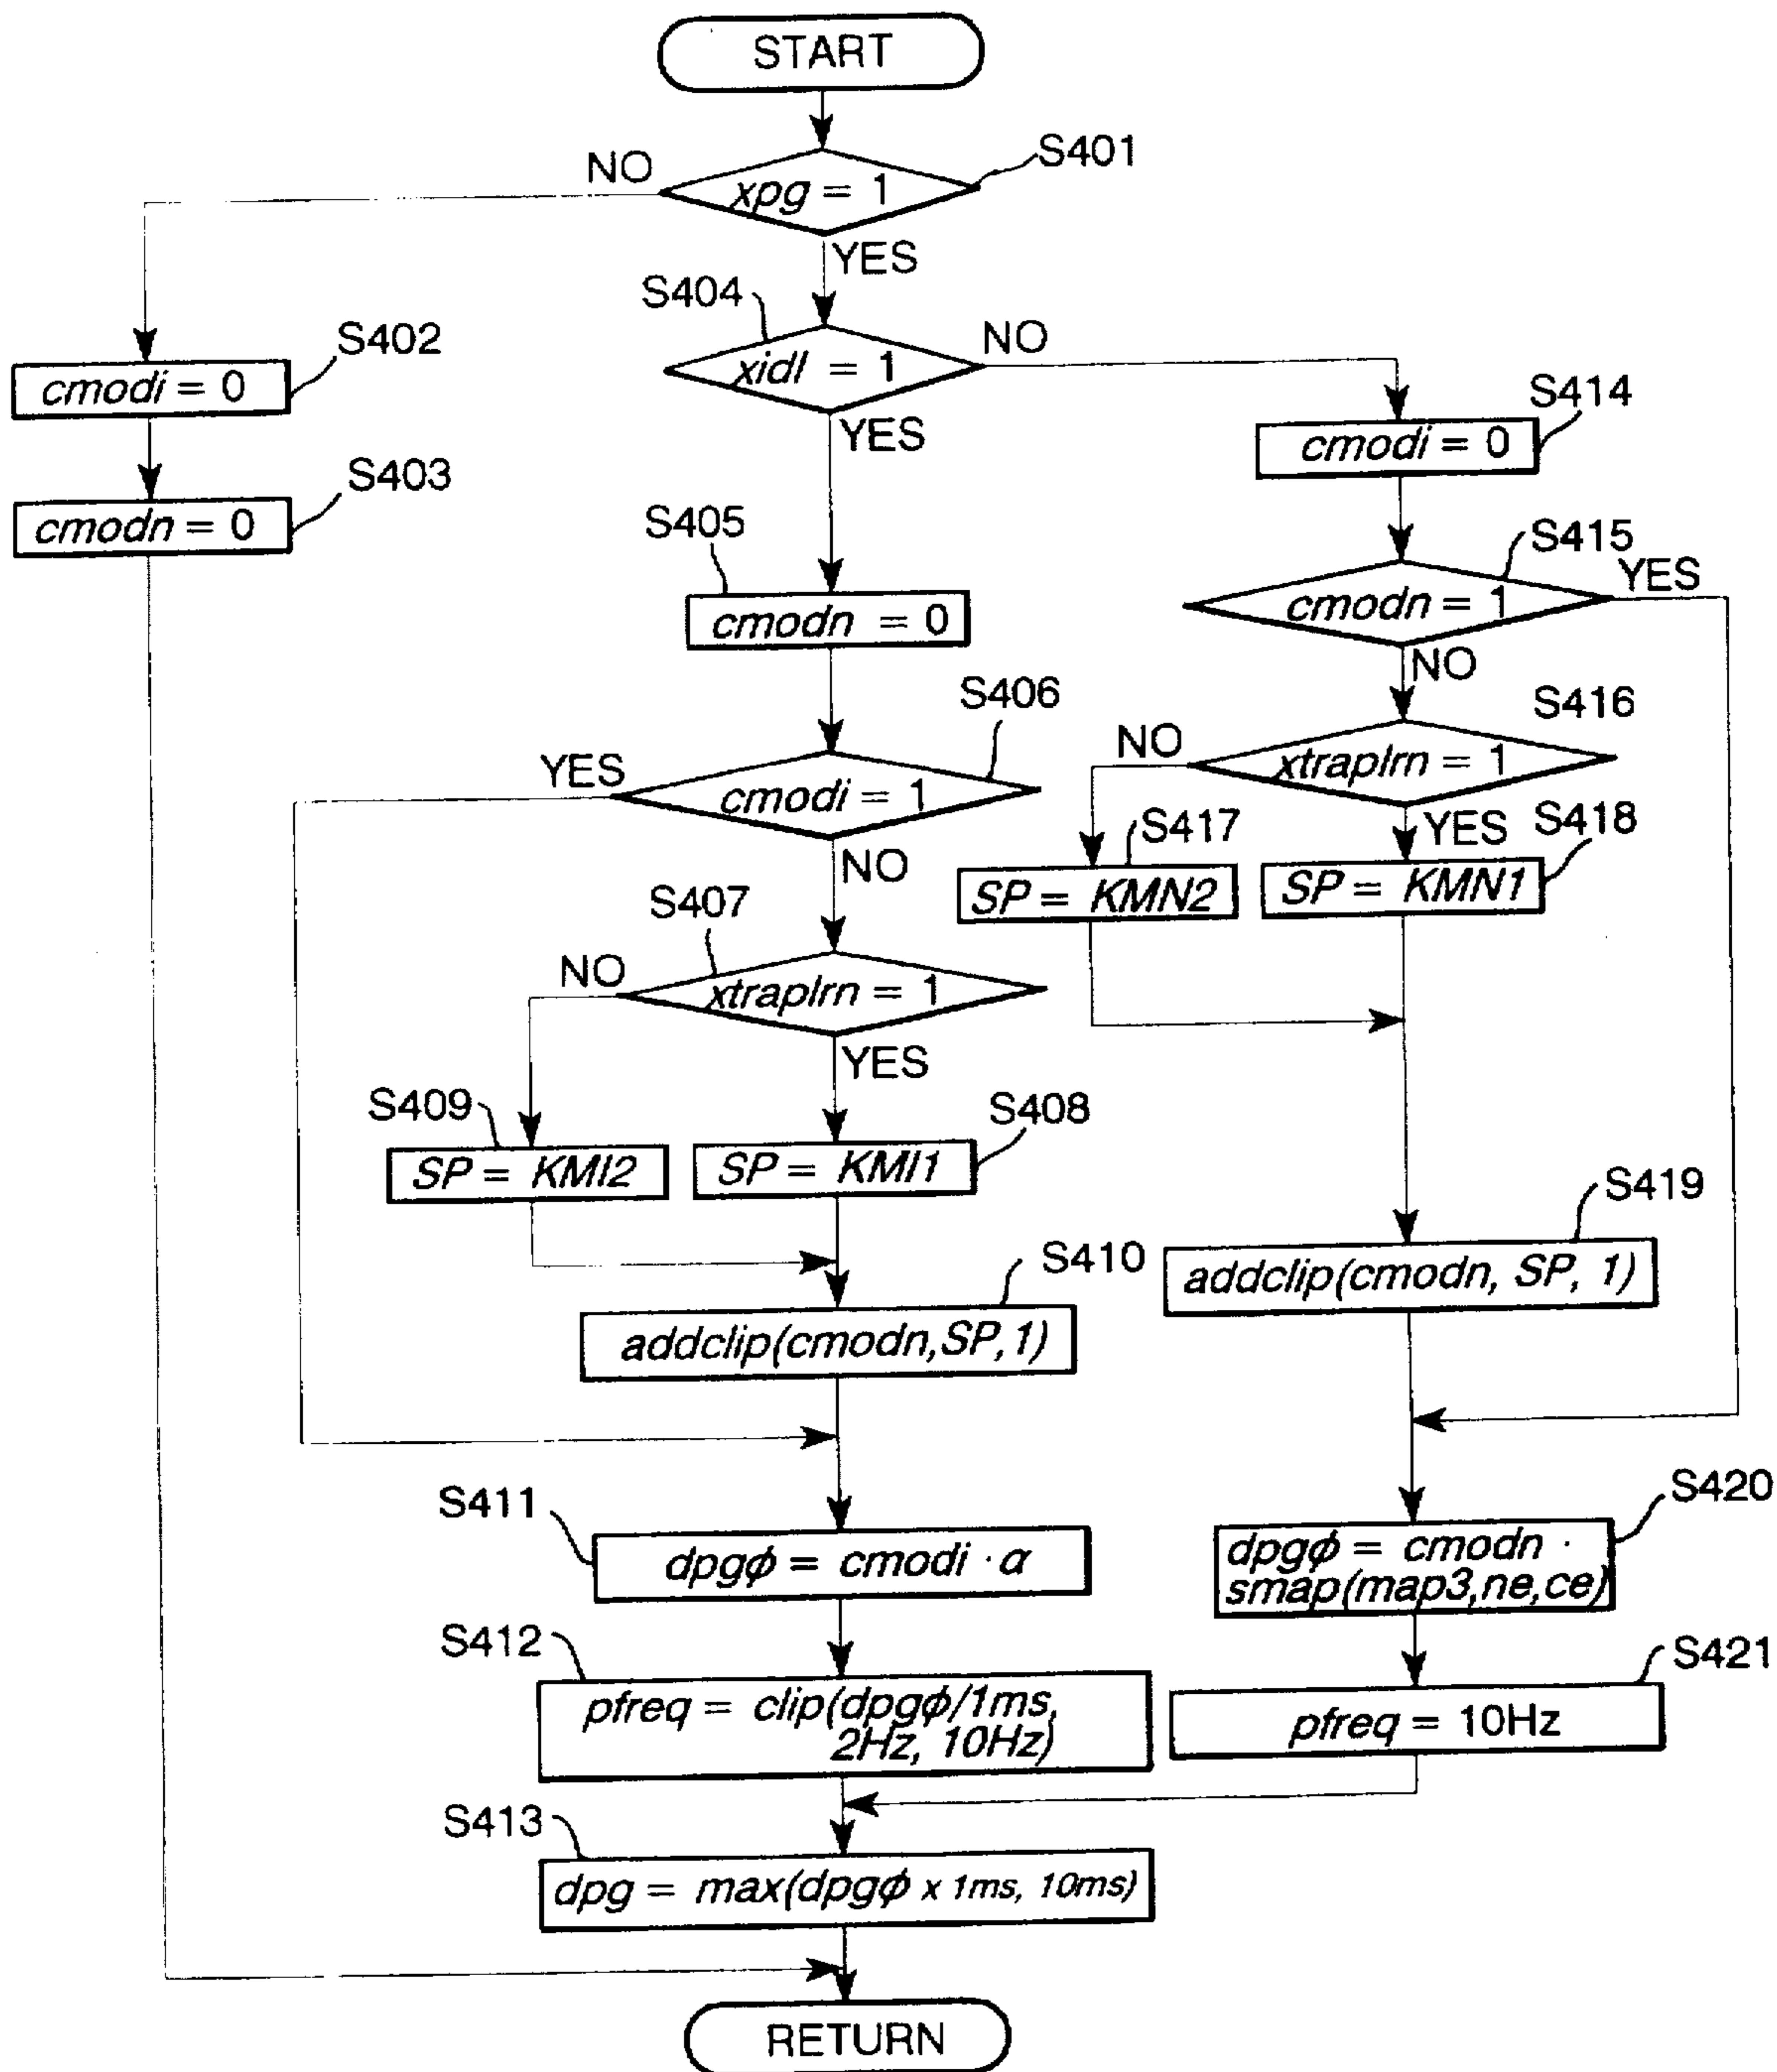 START
S401
NO
xpg = 1
YES
S404
NO
S402
xidl = 1
cmodi = 0
YES
S414
cmodi = 0
S403
cmodn = 0
S405
S415
YES
cmodn = 1
cmodn = 0
NO
S406
S416
NO
YES
xtraplrn = 1
cmodi = 1
S417
YES
S418
NO
SP = KMN2
SP = KMN1
S407
NO
xtraplrn = 1
YES
S409
S408
SP = KMI2
SP = KMI1
S419
S410
addclip(cmodn, SP, 1)
addclip(cmodn,SP,1)
S411
S420
dpgϕ = cmodi · α
dpgϕ = cmodn ·
smap(map3,ne,ce)
S412
S421
pfreq = clip(dpgϕ/1ms,
2Hz, 10Hz)
pfreq = 10Hz
S413
dpg = max(dpgϕ x 1ms, 10ms)
RETURN